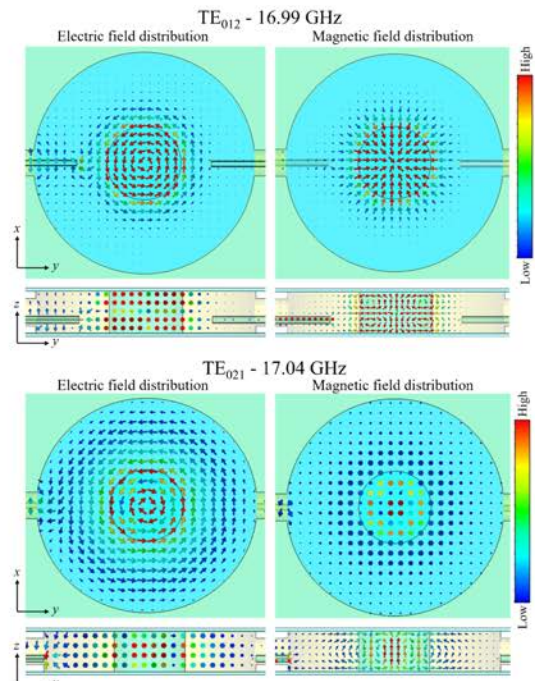 TE012 - 16.99 GHz
Electric field distribution Magnetic field distribution
High
Low
x
y
z
y
TE021 - 17.04 GHz
Electric field distribution Magnetic field distribution
High
Low
x
y
z